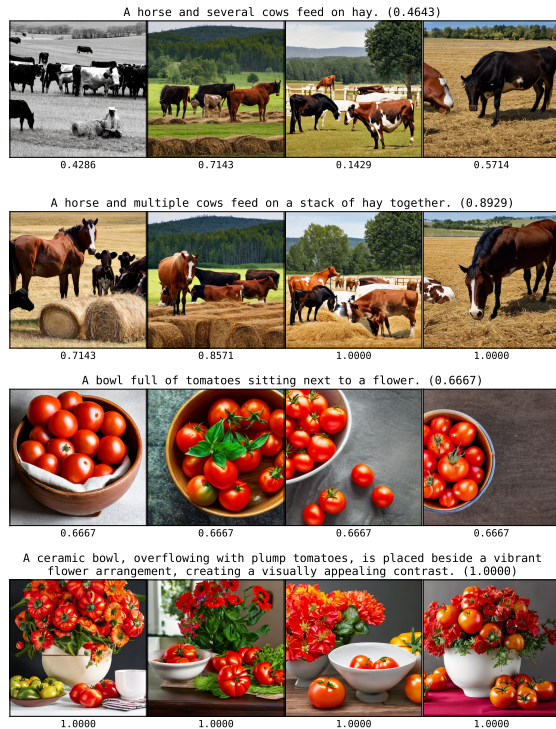 A horse and several cows feed on hay. (0.4643)
0.4286 0.7143 0.1429 0.5714
A horse and multiple cows feed on a stack of hay together. (0.8929)
0.7143 0.8571 1.0000 1.0000
A bowl full of tomatoes sitting next to a flower. (0.6667)
0.6667 0.6667 0.6667 0.6667
A ceramic bowl, overflowing with plump tomatoes, is placed beside a vibrant
flower arrangement, creating a visually appealing contrast. (1.0000)
1.0000 1.0000 1.0000 1.0000